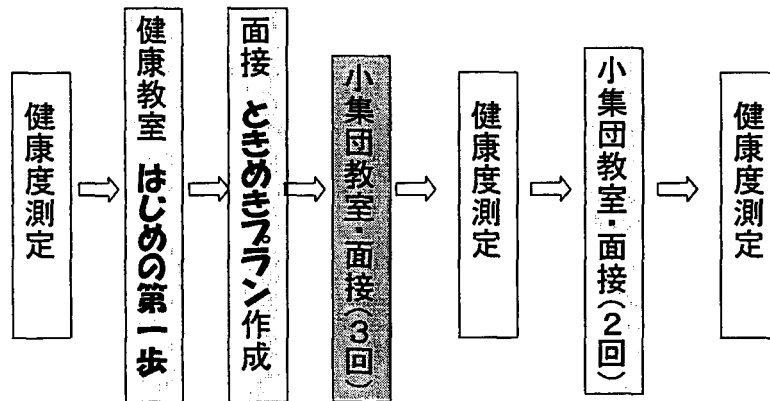 健康度測定
健康教室 はじめの第一歩
面接 ときめきプラン作成
小集団教室・面接(3回)
健康度測定
小集団教室・面接(2回)
健康度測定